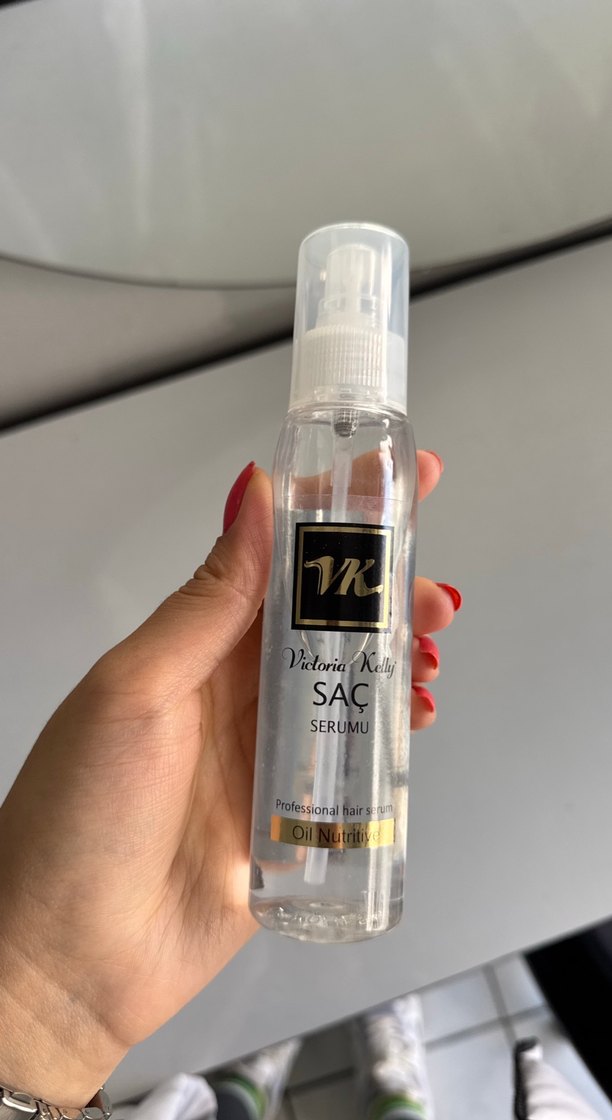 VK
Victoria Kelly
SAÇ
SERUMU
Professional hair serum
Oil Nutritive